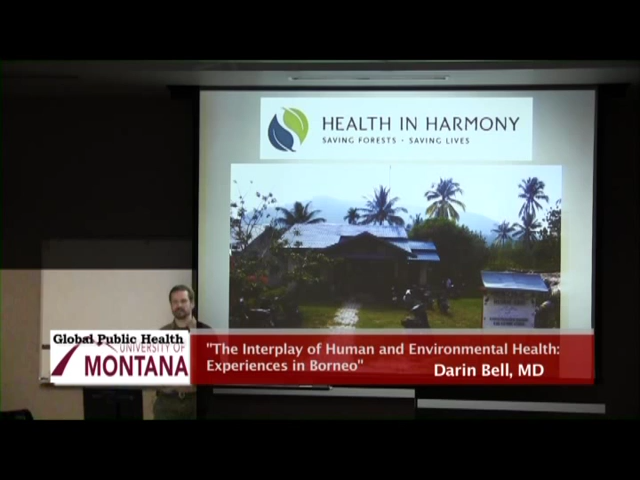 HEALTH IN HARMONY
SAVING FORESTS · SAVING LIVES
Global Public Health
UNIVERSITY OF
MONTANA
"The Interplay of Human and Environmental Health:
Experiences in Borneo"
Darin Bell, MD